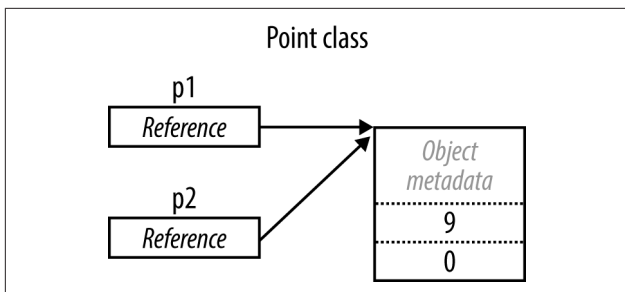 Point class
p1
Reference
p2
Reference
Object
metadata
9
0